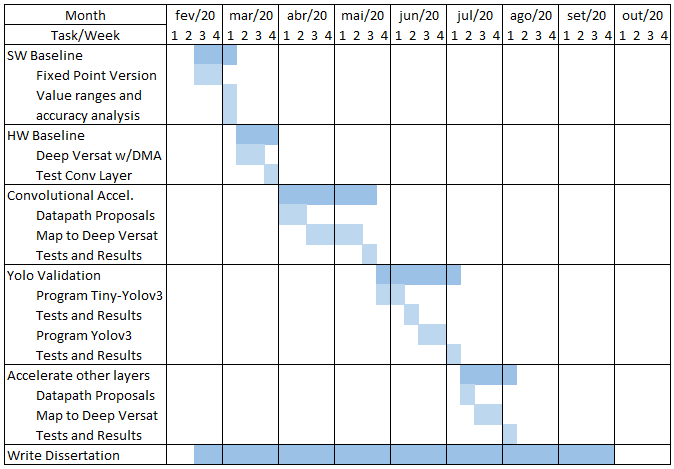 Month fev/20 mar/20 abr/20 mai/20 jun/20 jul/20 ago/20 set/20 out/20
Task/Week 1 2 3 4 1 2 3 4 1 2 3 4 1 2 3 4 1 2 3 4 1 2 3 4 1 2 3 4 1 2 3 4 1 2 3 4
SW Baseline
Fixed Point Version
Value ranges and
accuracy analysis
HW Baseline
Deep Versat w/DMA
Test Conv Layer
Convolutional Accel.
Datapath Proposals
Map to Deep Versat
Tests and Results
Yolo Validation
Program Tiny-Yolov3
Tests and Results
Program Yolov3
Tests and Results
Accelerate other layers
Datapath Proposals
Map to Deep Versat
Tests and Results
Write Dissertation